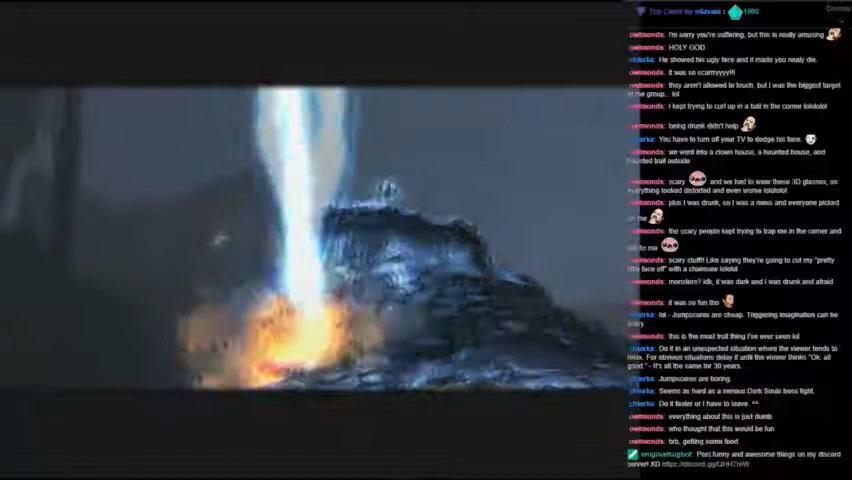 Top Cheer by
: 1000
owlmonds: I'm sorry you're suffering, but this is really amusing
owlmonds: HOLY GOD
He showed his ugly face and it made you nealy die.
owlmonds: it was so scarrryyyy!!!
owlmonds: they aren't allowed to touch, but I was the biggest target
in the group... lol
owlmonds: I kept trying to curl up in a ball in the corner lolololol
owlmonds: being drunk didn't help
You have to turn off your TV to dodge his face.
owlmonds: we went into a clown house, a haunted house, and
haunted trail outside
owlmonds: scary and we had to wear these 3D glasses, so
everything looked distorted and even worse lolololol
owlmonds: plus I was drunk, so I was a mess and everyone picked
on me
owlmonds: the scary people kept trying to trap me in the corner and
to me
owlmonds: scary stuff!! Like saying they're going to cut my "pretty
little face off" with a chainsaw lolololol
owlmonds: monsters? idk, it was dark and I was drunk and afraid
owlmonds: it was so fun tho
lol - Jumpscares are cheap. Triggering imagination can be
scary.
owlmonds: this is the most troll thing I've ever seen lol
Do it in an unexpected situation where the viewer tends to
relax. For obvious situations delay it until the viewer thinks "Ok, all
good." - It's all the same for 30 years.
Jumpscares are boring.
Seems as hard as a serious Dark Souls boss fight.
Do it faster or I have to leave. ^^
owlmonds: everything about this is just dumb
owlmonds: who thought that this would be fun
owlmonds: brb, getting some food
Post funny and awesome things on my discord
server! XD